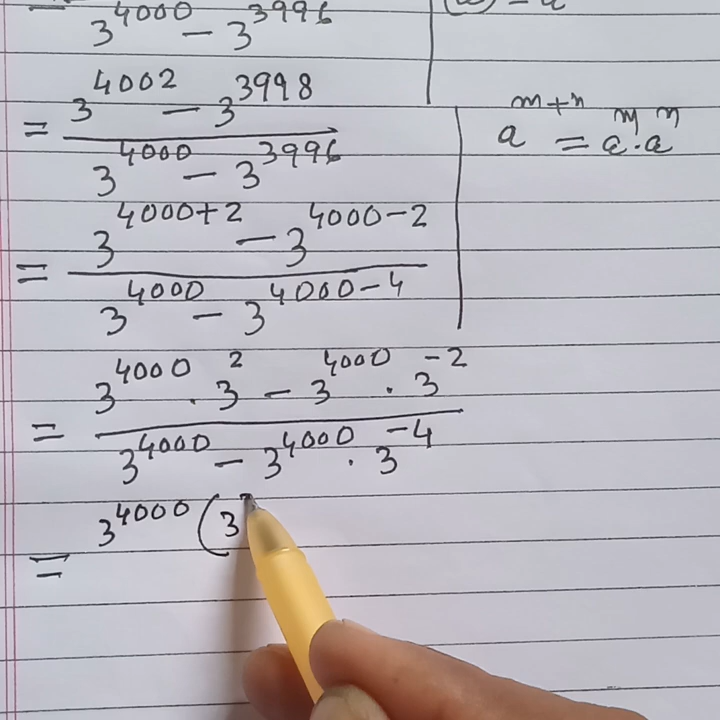 3^4000 − 3^3996
= (3^4002 − 3^3998) / (3^4000 − 3^3996)
a^m+n = a^m · a^n
= (3^4000+2 − 3^4000−2) / (3^4000 − 3^4000−4)
= (3^4000 · 3^2 − 3^4000 · 3^−2) / (3^4000 − 3^4000 · 3^−4)
= 3^4000 (3